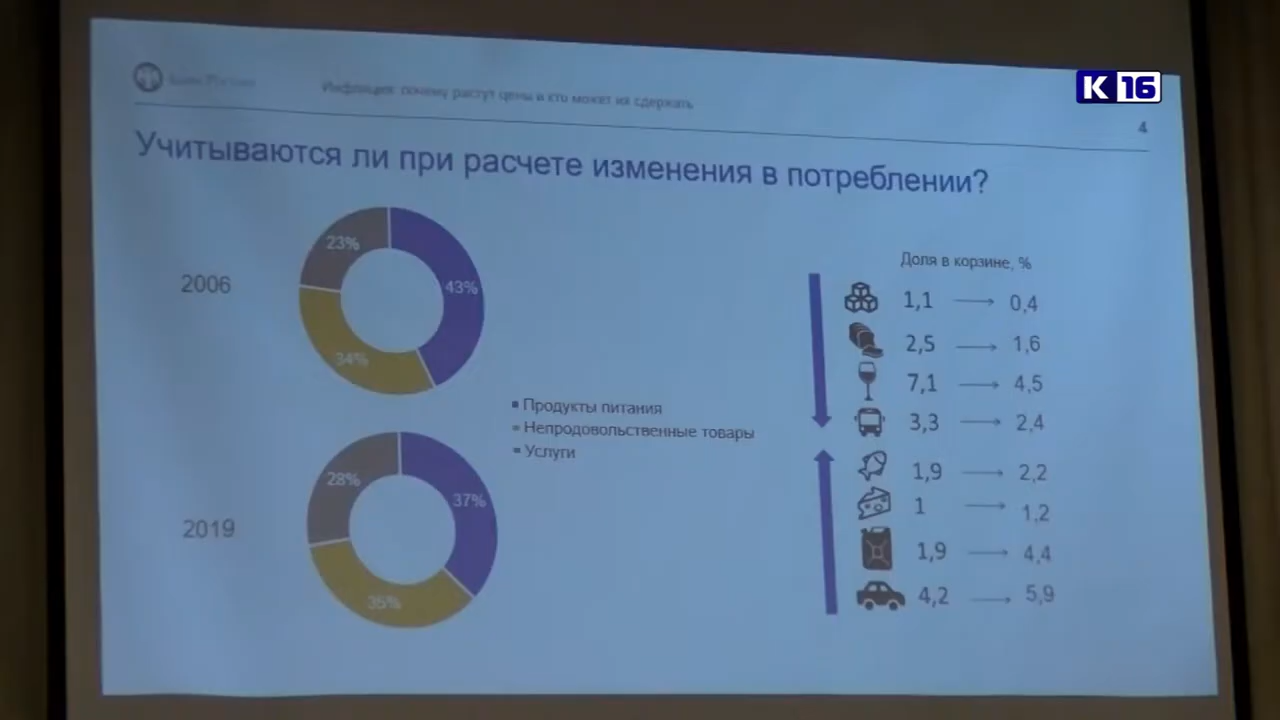 К 16
Банк России
Инфляция: почему растут цены и кто может их сдержать
4
Учитываются ли при расчете изменения в потреблении?
2006
23%
43%
34%
Продукты питания
Непродовольственные товары
Услуги
2019
28%
37%
35%
Доля в корзине, %
1,1 → 0,4
2,5 → 1,6
7,1 → 4,5
3,3 → 2,4
1,9 → 2,2
1 → 1,2
1,9 → 4,4
4,2 → 5,9